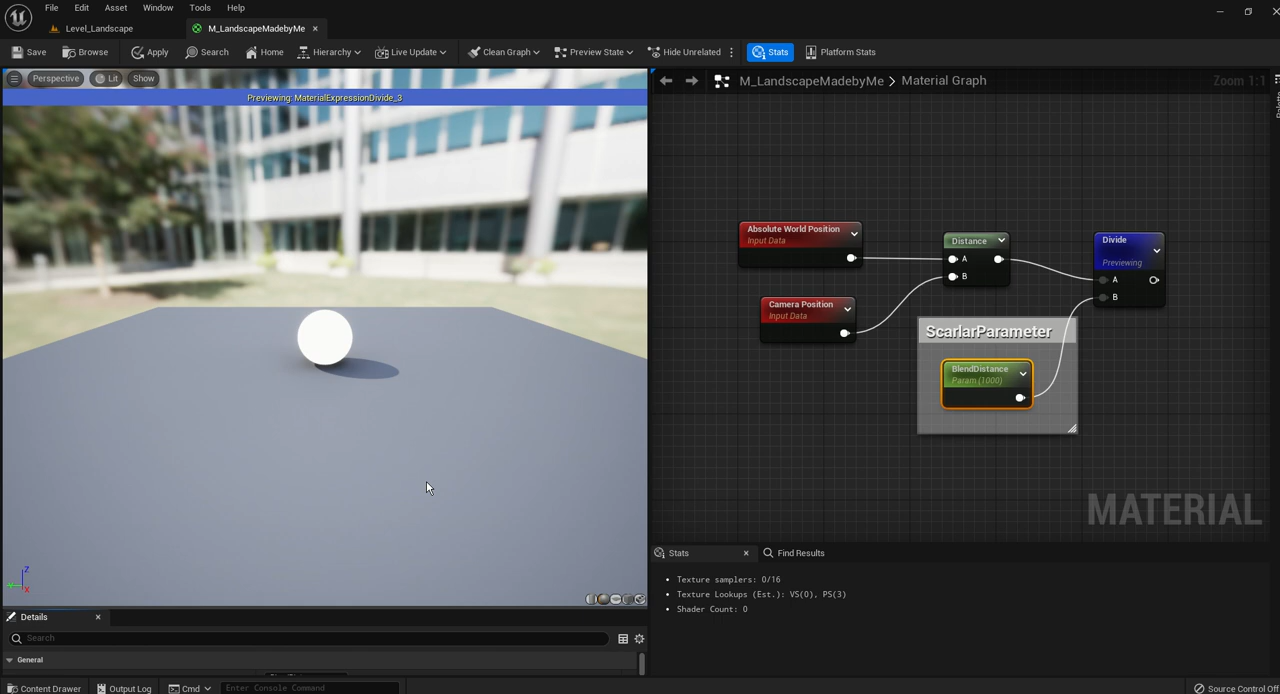 File Edit Window Tools Help
Asset
Level_Landscape
M_LandscapeMadebyMe
Save Browse Apply Search Home Hierarchy Live Update Clean Graph Preview State Hide Unrelated Stats Platform Stats
Perspective Lit Show
Previewing: MaterialExpressionDivide_3
M_LandscapeMadebyMe > Material Graph
Zoom 1:1
Palette
Absolute World Position
Input Data
Camera Position
Input Data
Distance
A
B
Divide
Previewing
A
B
ScarlarParameter
BlendDistance
Param (1000)
MATERIAL
Z
X
Stats
Find Results
Texture samplers: 0/16
Texture Lookups (Est.): VS(0), PS(3)
Shader Count: 0
Details
Search
General
Content Drawer Output Log Cmd Enter Console Command Source Control Off